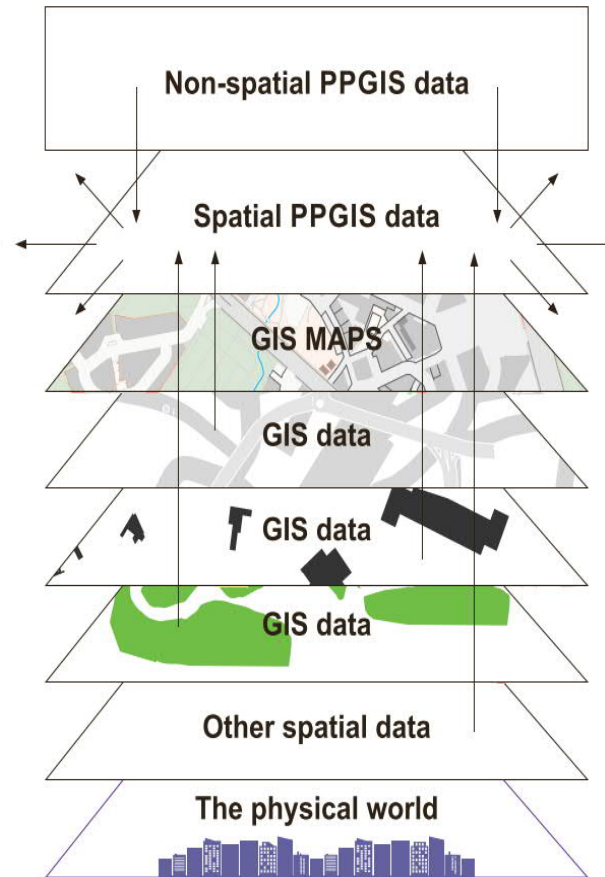 Non-spatial PPGIS data
Spatial PPGIS data
GIS MAPS
GIS data
GIS data
GIS data
Other spatial data
The physical world